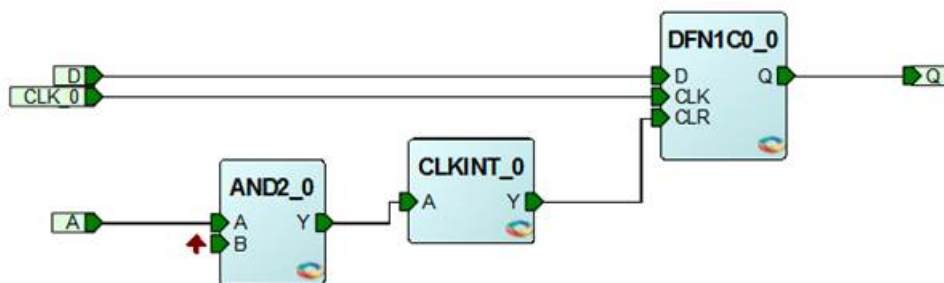 DFN1C0_0
D
D
Q
Q
CLK_0
CLK
CLR
CLKINT_0
AND2_0
A
Y
A
A
Y
B